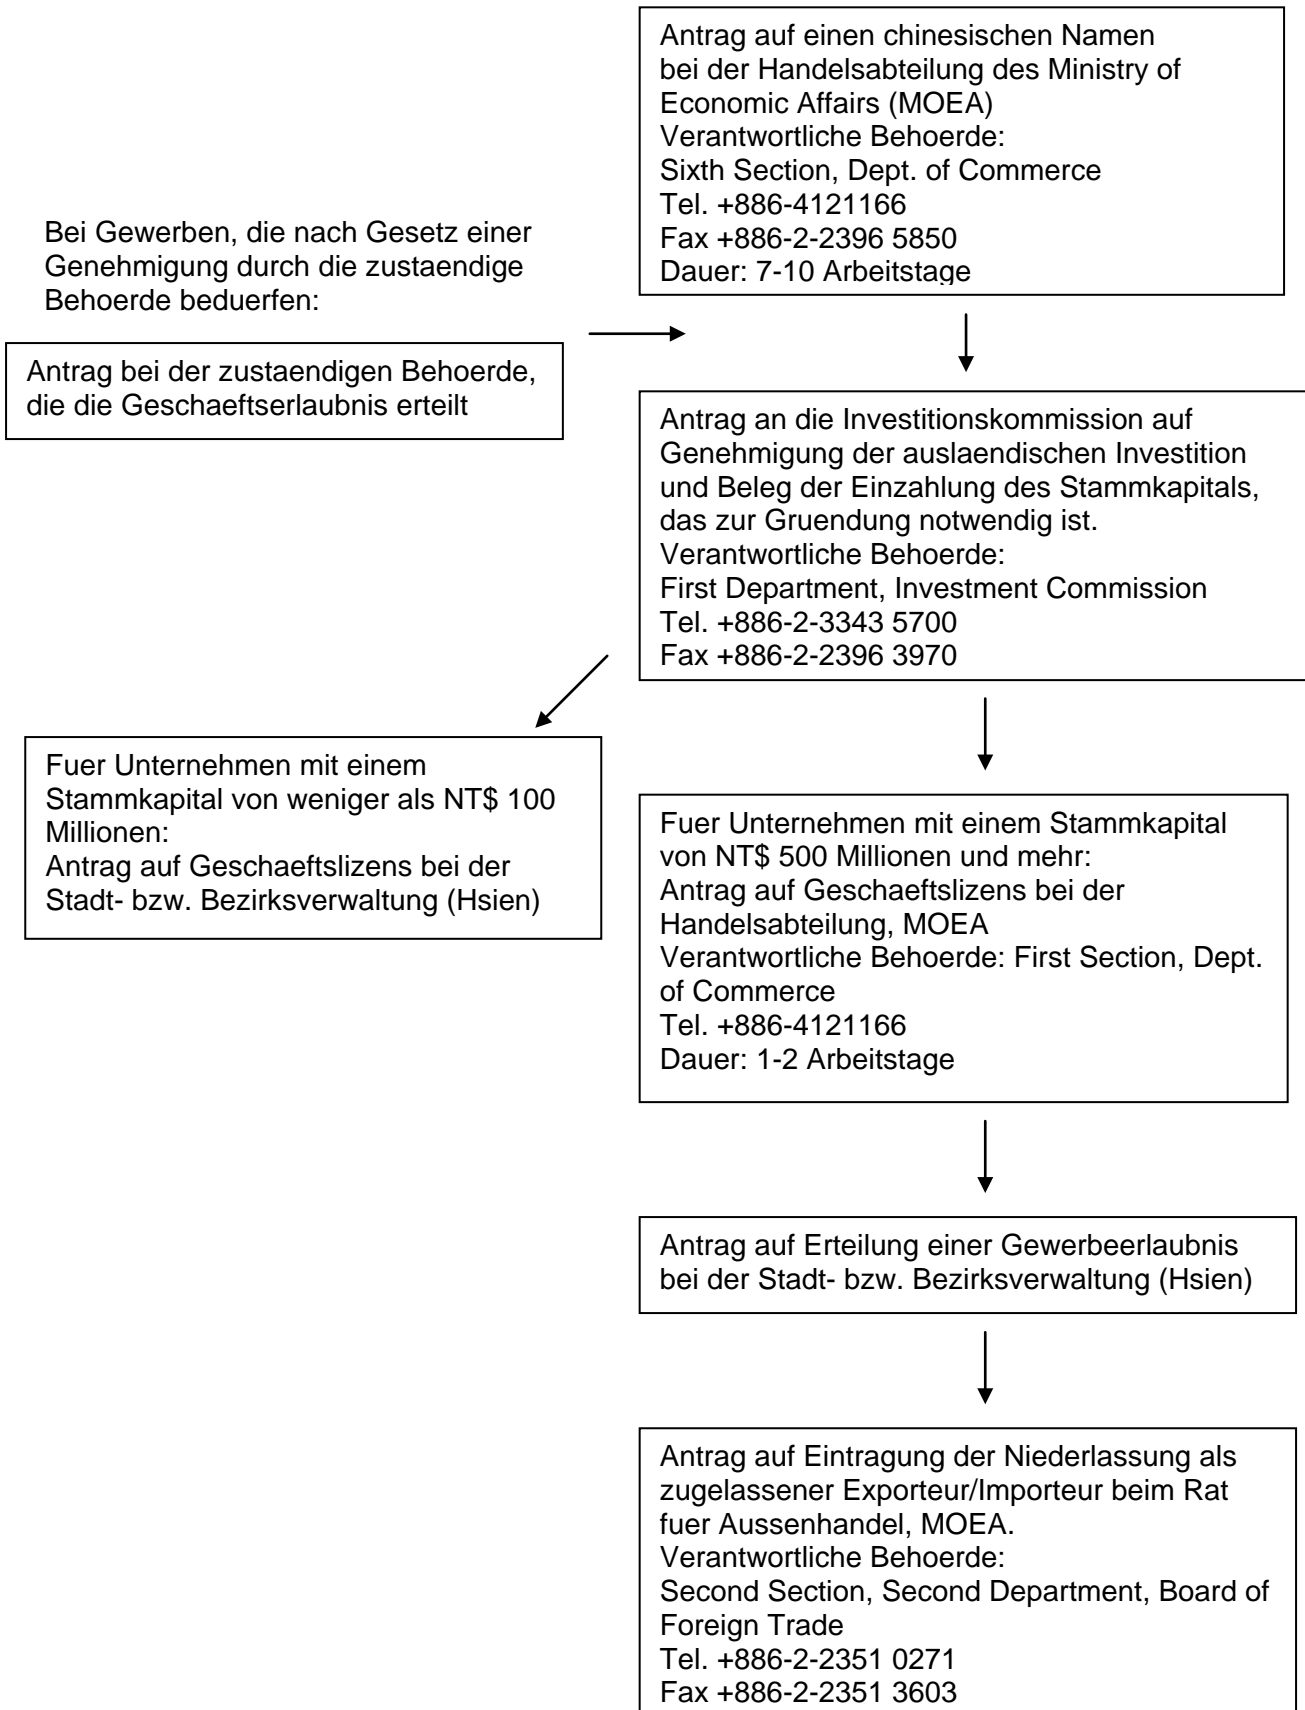 Antrag auf einen chinesischen Namen
bei der Handelsabteilung des Ministry of
Economic Affairs (MOEA)
Verantwortliche Behoerde:
Sixth Section, Dept. of Commerce
Tel. +886-4121166
Fax +886-2-2396 5850
Dauer: 7-10 Arbeitstage
Bei Gewerben, die nach Gesetz einer
Genehmigung durch die zustaendige
Behoerde beduerfen:
Antrag bei der zustaendigen Behoerde,
die die Geschaeftserlaubnis erteilt
Antrag an die Investitionskommission auf
Genehmigung der auslaendischen Investition
und Beleg der Einzahlung des Stammkapitals,
das zur Gruendung notwendig ist.
Verantwortliche Behoerde:
First Department, Investment Commission
Tel. +886-2-3343 5700
Fax +886-2-2396 3970
Fuer Unternehmen mit einem
Stammkapital von weniger als NT$ 100
Millionen:
Antrag auf Geschaeftslizens bei der
Stadt- bzw. Bezirksverwaltung (Hsien)
Fuer Unternehmen mit einem Stammkapital
von NT$ 500 Millionen und mehr:
Antrag auf Geschaeftslizens bei der
Handelsabteilung, MOEA
Verantwortliche Behoerde: First Section, Dept.
of Commerce
Tel. +886-4121166
Dauer: 1-2 Arbeitstage
Antrag auf Erteilung einer Gewerbeerlaubnis
bei der Stadt- bzw. Bezirksverwaltung (Hsien)
Antrag auf Eintragung der Niederlassung als
zugelassener Exporteur/Importeur beim Rat
fuer Aussenhandel, MOEA.
Verantwortliche Behoerde:
Second Section, Second Department, Board of
Foreign Trade
Tel. +886-2-2351 0271
Fax +886-2-2351 3603